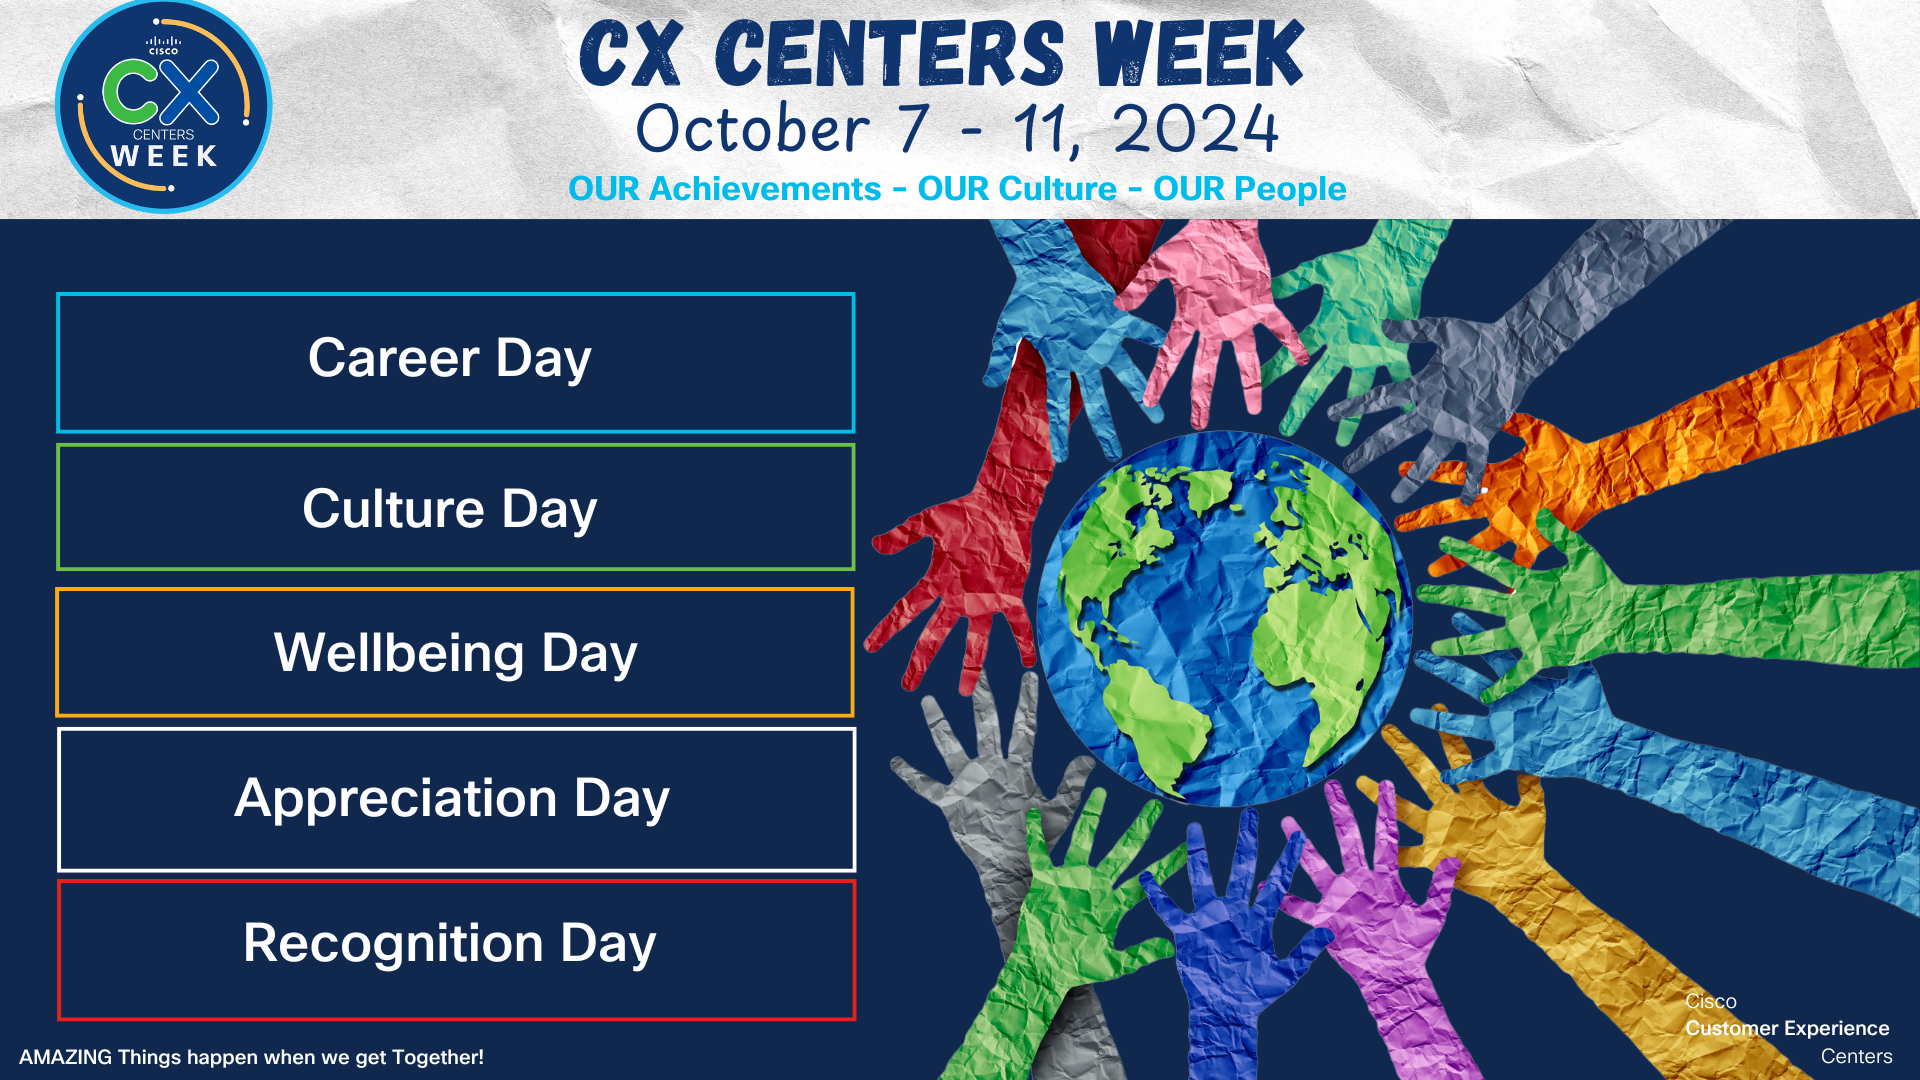 CISCO
CX
CENTERS
WEEK
CX CENTERS WEEK
October 7 - 11, 2024
OUR Achievements - OUR Culture - OUR People
Career Day
Culture Day
Wellbeing Day
Appreciation Day
Recognition Day
AMAZING Things happen when we get Together!
Cisco
Customer Experience
Centers